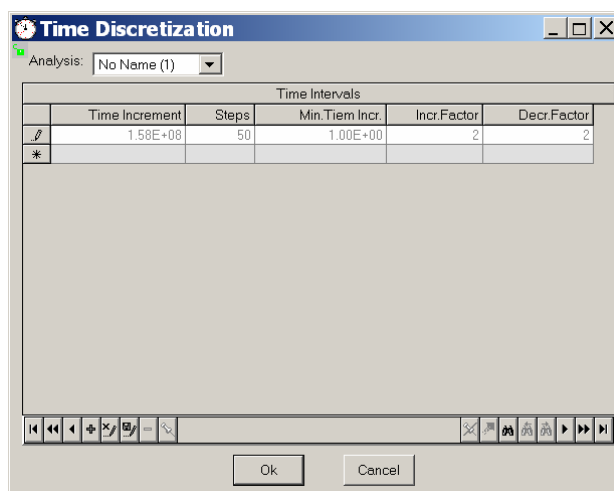 Time Discretization
Analysis: No Name (1)
Time Intervals
Time Increment Steps Min.Tiem Incr. Incr.Factor Decr.Factor
1.58E+08 50 1.00E+00 2 2
Ok Cancel